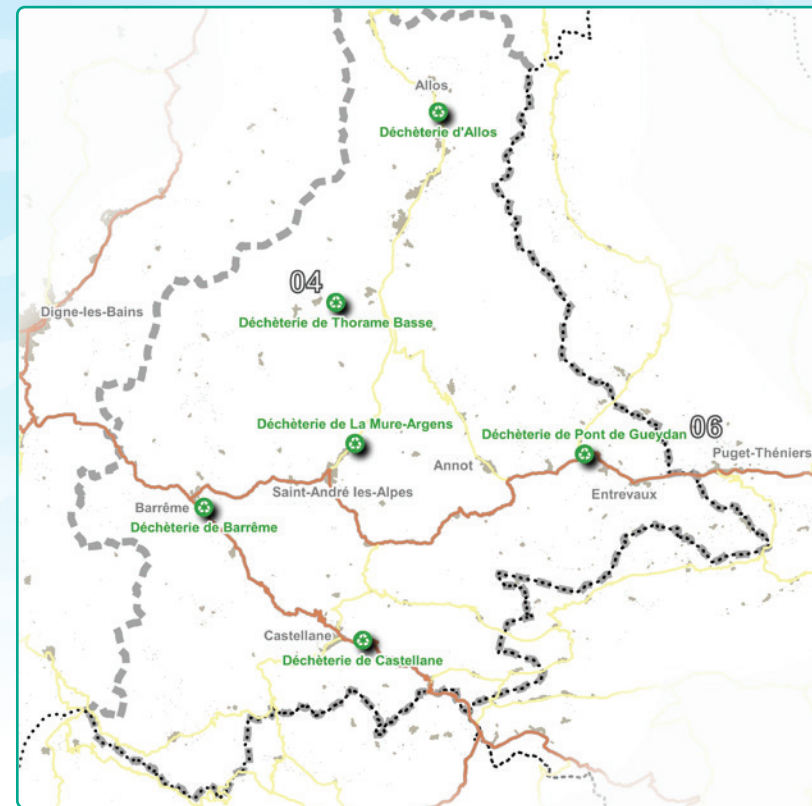 Allos
Déchèterie d'Allos
04
Digne-les-Bains
Déchèterie de Thorame Basse
Déchèterie de La Mure-Argens
Déchèterie de Pont de Gueydan
06
Puget-Théniers
Annot
Saint-André les-Alpes
Entrevaux
Barrême
Déchèterie de Barrême
Castellane
Déchèterie de Castellane